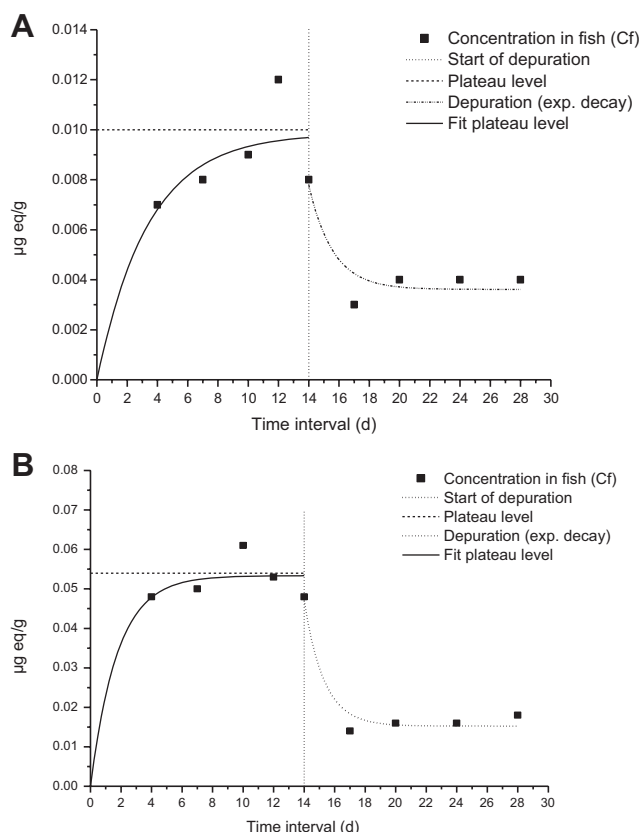 A
Concentration in fish (Cf)
Start of depuration
Plateau level
Depuration (exp. decay)
Fit plateau level
µg eq/g
0.014
0.012
0.010
0.008
0.006
0.004
0.002
0.000
0 2 4 6 8 10 12 14 16 18 20 22 24 26 28 30
Time interval (d)
B
Concentration in fish (Cf)
Start of depuration
Plateau level
Depuration (exp. decay)
Fit plateau level
µg eq/g
0.08
0.07
0.06
0.05
0.04
0.03
0.02
0.01
0.00
0 2 4 6 8 10 12 14 16 18 20 22 24 26 28 30
Time interval (d)